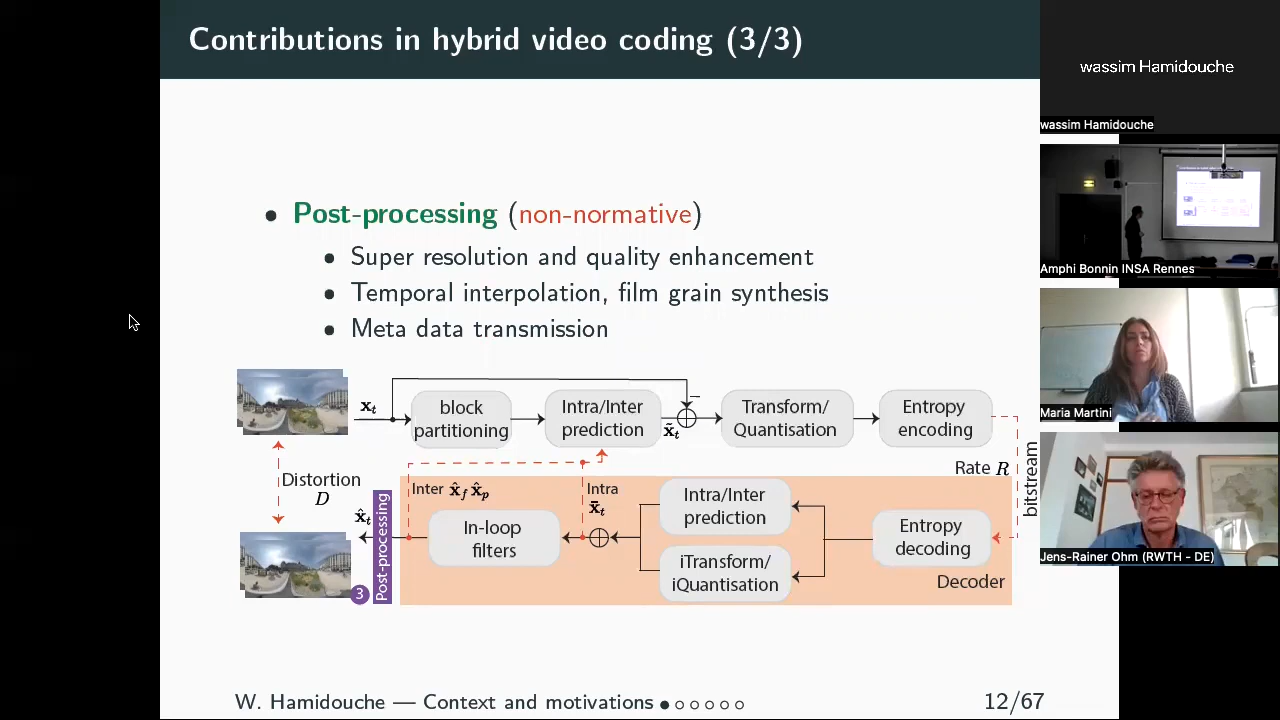 Contributions in hybrid video coding (3/3)
• Post-processing (non-normative)
• Super resolution and quality enhancement
• Temporal interpolation, film grain synthesis
• Meta data transmission
x_t
block
partitioning
Intra/Inter
prediction
x̃_t
−
Transform/
Quantisation
Entropy
encoding
Rate R
bitstream
Distortion
D
x̂_t
3
Post-processing
Inter x̂_f x̂_p
Intra
x̄_t
In-loop
filters
Intra/Inter
prediction
iTransform/
iQuantisation
Entropy
decoding
Decoder
W. Hamidouche — Context and motivations
12/67
wassim Hamidouche
wassim Hamidouche
Amphi Bonnin INSA Rennes
Maria Martini
Jens-Rainer Ohm (RWTH - DE)